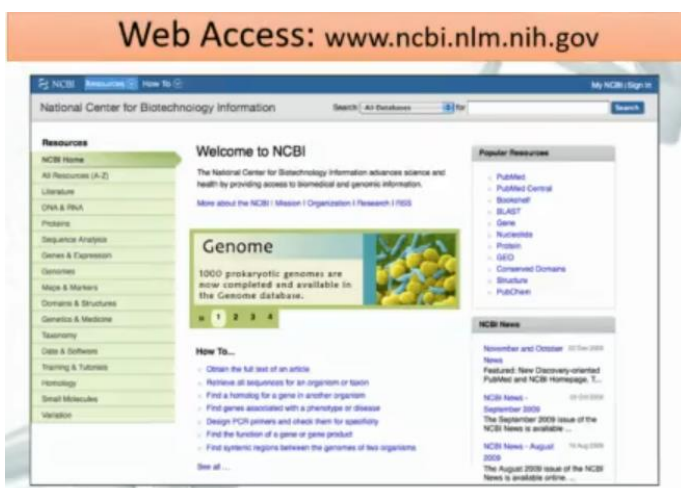 Web Access: www.ncbi.nlm.nih.gov
NCBI Resources How To My NCBI | Sign In
National Center for Biotechnology Information Search All Databases for Search
Resources
NCBI Home
All Resources (A-Z)
Literature
DNA & RNA
Proteins
Sequence Analysis
Genes & Expression
Genomes
Maps & Markers
Domains & Structures
Genetics & Medicine
Taxonomy
Data & Software
Training & Tutorials
Homology
Small Molecules
Variation
Welcome to NCBI
The National Center for Biotechnology Information advances science and
health by providing access to biomedical and genomic information.
More about the NCBI | Mission | Organization | Research | RSS
Genome
1000 prokaryotic genomes are
now completed and available in
the Genome database.
1 2 3 4
How To...
Obtain the full text of an article
Retrieve all sequences for an organism or taxon
Find a homolog for a gene in another organism
Find genes associated with a phenotype or disease
Design PCR primers and check them for specificity
Find the function of a gene or gene product
Find syntenic regions between the genomes of two organisms
See all ...
Popular Resources
PubMed
PubMed Central
Bookshelf
BLAST
Gene
Nucleotide
Protein
GEO
Conserved Domains
Structure
PubChem
NCBI News
November and October
News
Featured: New Discovery-oriented
PubMed and NCBI Homepage, T...
NCBI News -
September 2009
The September 2009 issue of the
NCBI News is available ...
NCBI News - August
2009
The August 2009 issue of the NCBI
News is available online. ...